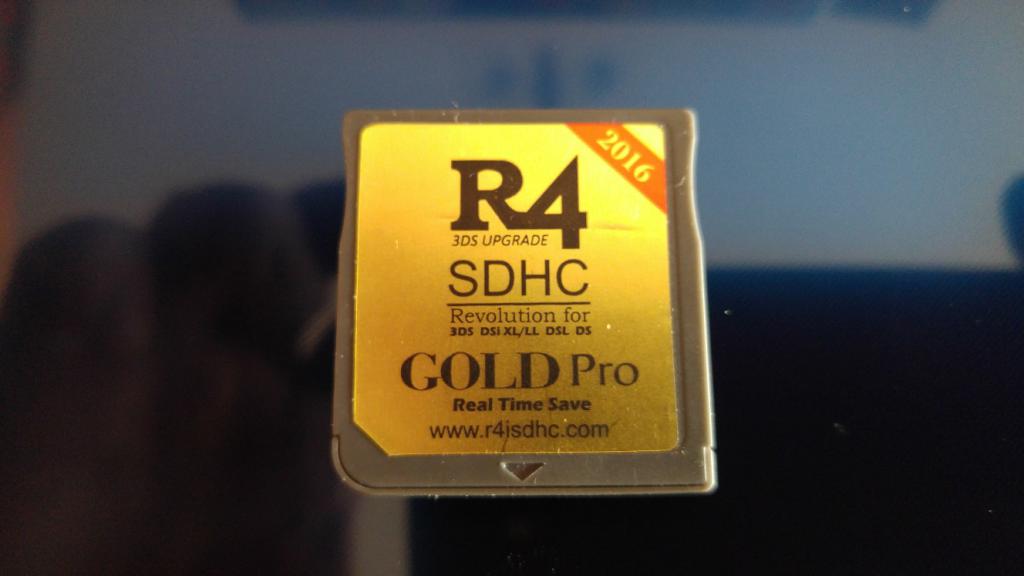 2016
R4
3DS UPGRADE
SDHC
Revolution for
3DS DSi XL/LL DSL DS
GOLD Pro
Real Time Save
www.r4isdhc.com